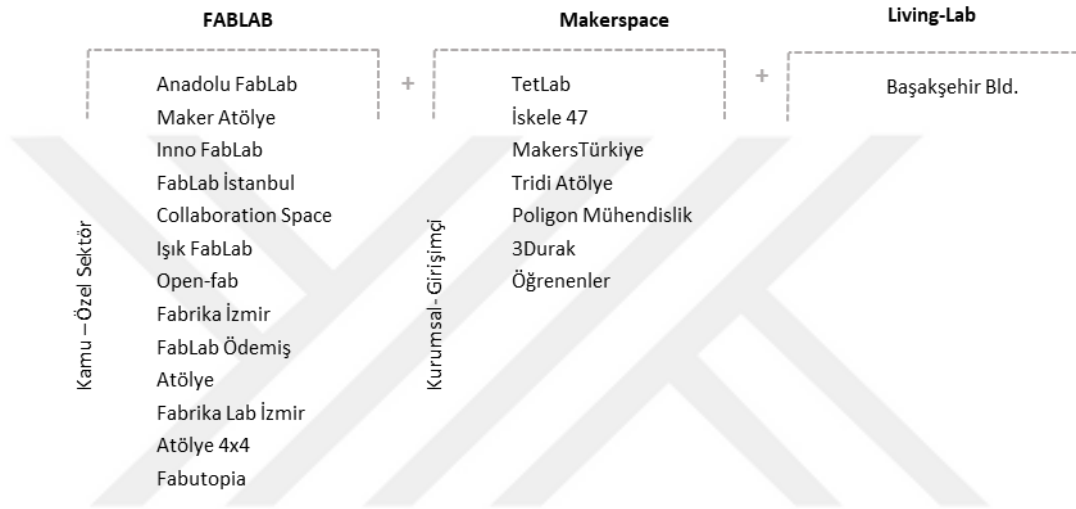 FABLAB
Anadolu FabLab
Maker Atölye
Inno FabLab
FabLab İstanbul
Collaboration Space
Işık FabLab
Open-fab
Fabrika İzmir
FabLab Ödemiş
Atölye
Fabrika Lab İzmir
Atölye 4x4
Fabutopia
Kamu – Özel Sektör
+
Makerspace
TetLab
İskele 47
MakersTürkiye
Tridi Atölye
Poligon Mühendislik
3Durak
Öğrenenler
Kurumsal - Girişimçi
+
Living-Lab
Başakşehir Bld.